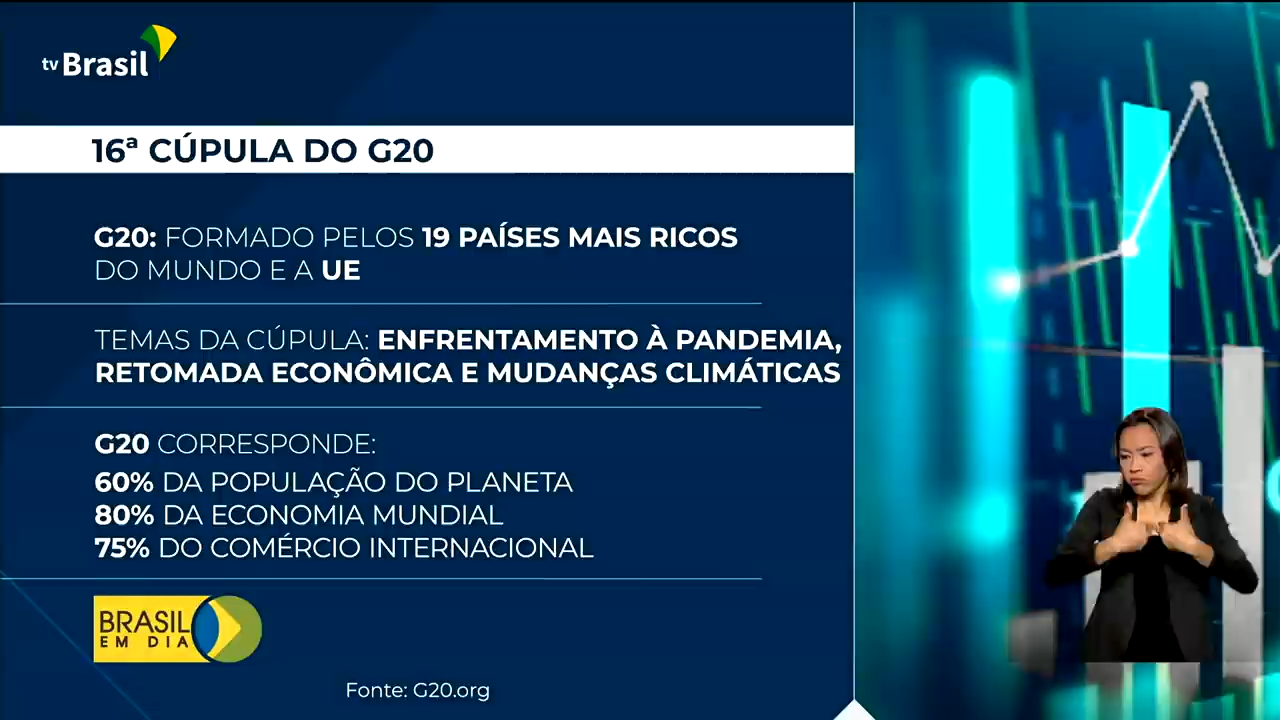 tv Brasil
16ª CÚPULA DO G20
G20: FORMADO PELOS 19 PAÍSES MAIS RICOS
DO MUNDO E A UE
TEMAS DA CÚPULA: ENFRENTAMENTO À PANDEMIA,
RETOMADA ECONÔMICA E MUDANÇAS CLIMÁTICAS
G20 CORRESPONDE:
60% DA POPULAÇÃO DO PLANETA
80% DA ECONOMIA MUNDIAL
75% DO COMÉRCIO INTERNACIONAL
BRASIL
EM DIA
Fonte: G20.org